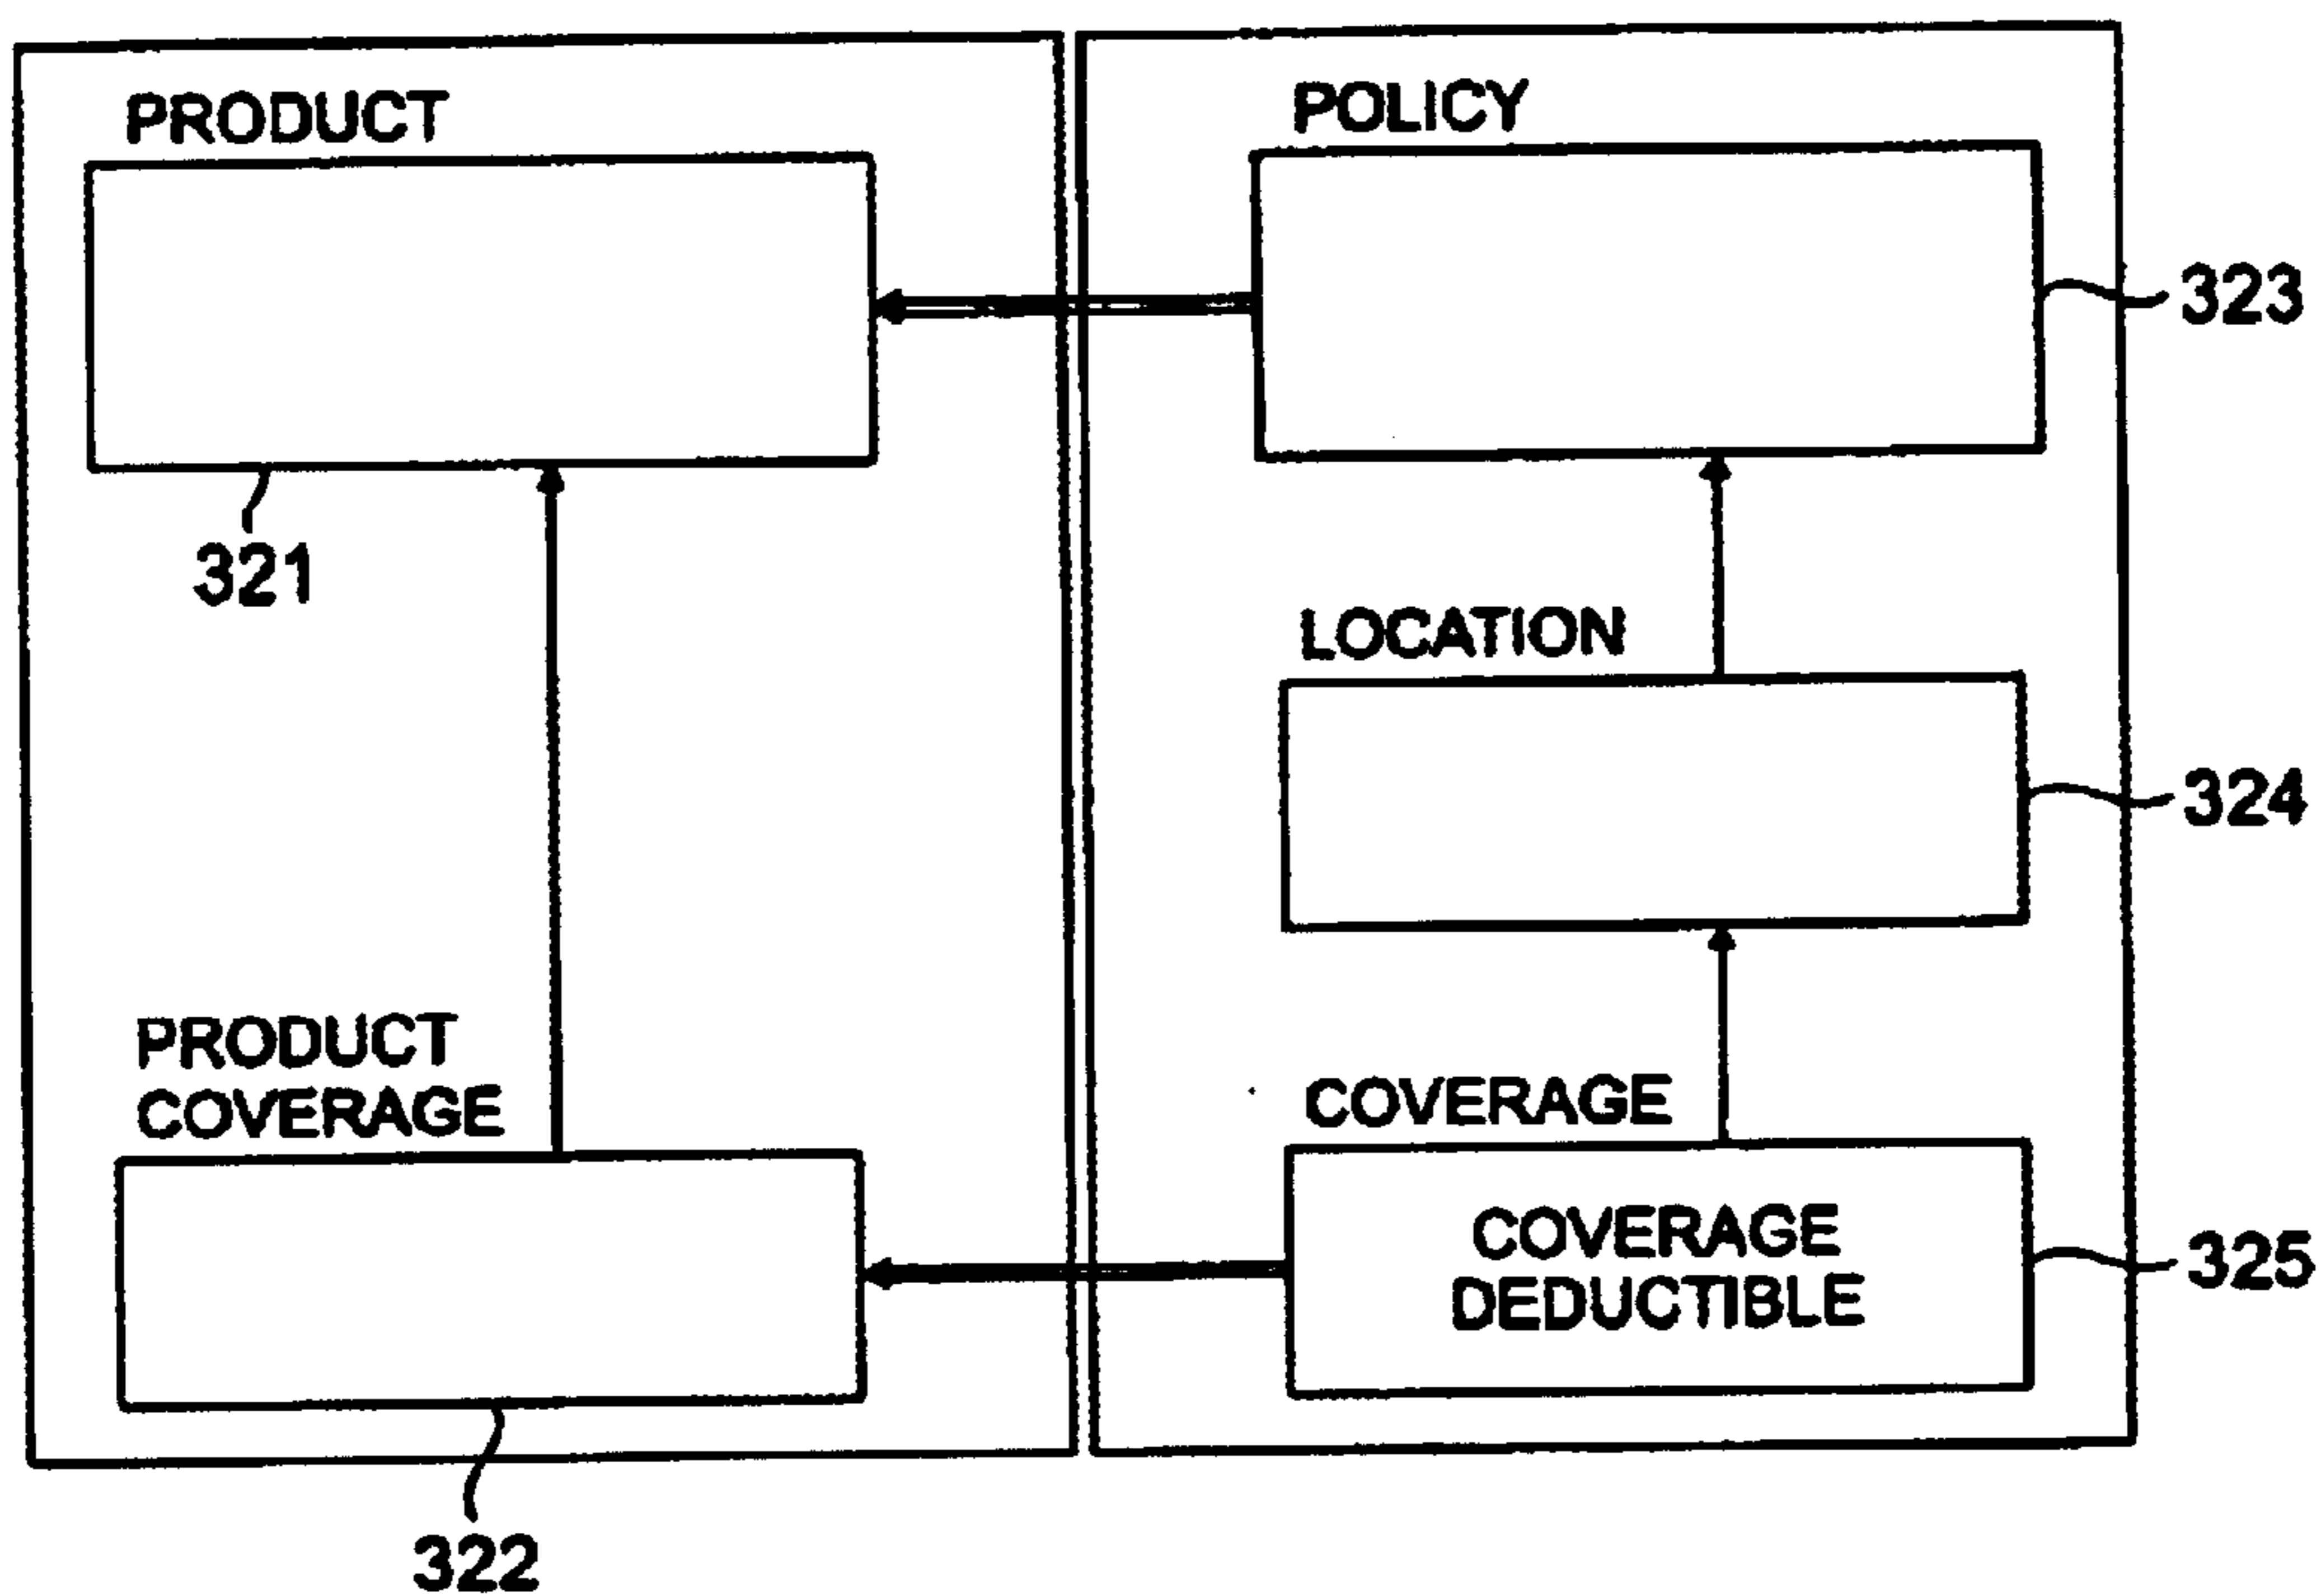 PRODUCT
321
PRODUCT
COVERAGE
322
POLICY
323
LOCATION
324
COVERAGE
COVERAGE
DEDUCTIBLE
325